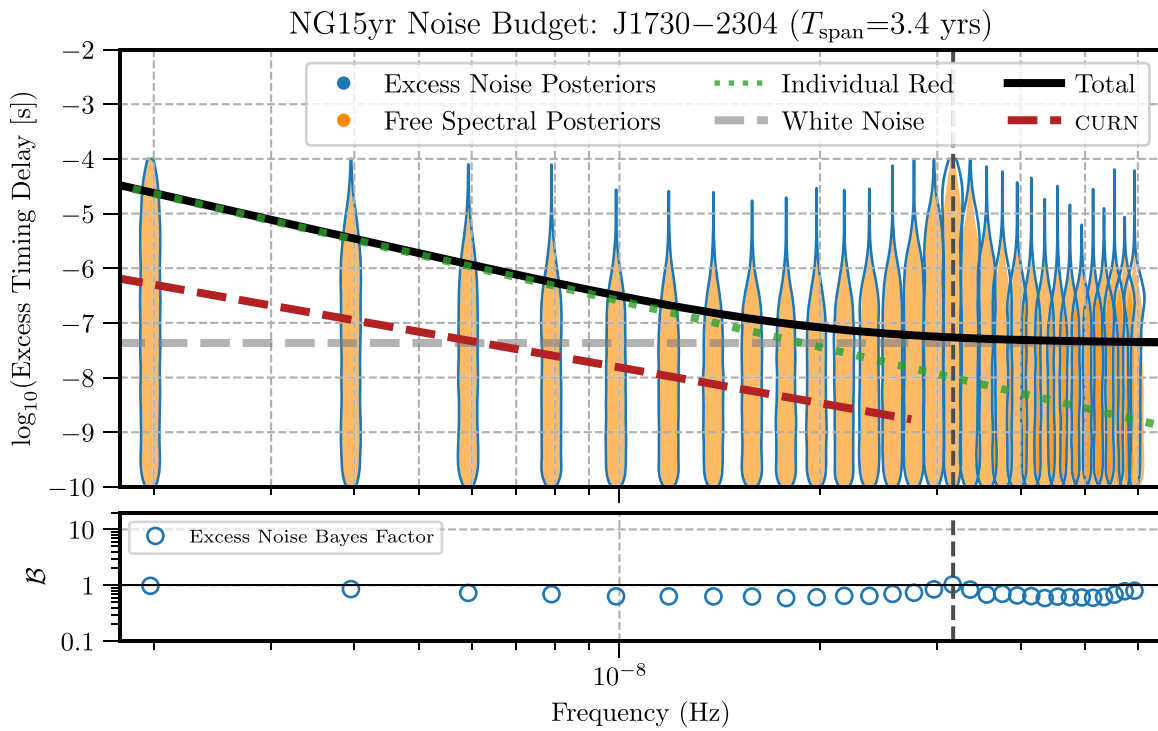 NG15yr Noise Budget: J1730−2304 (T_span=3.4 yrs)
Excess Noise Posteriors
Free Spectral Posteriors
Individual Red
White Noise
Total
CURN
log₁₀(Excess Timing Delay [s])
−2
−3
−4
−5
−6
−7
−8
−9
−10
Excess Noise Bayes Factor
ℬ
10
1
0.1
10⁻⁸
Frequency (Hz)